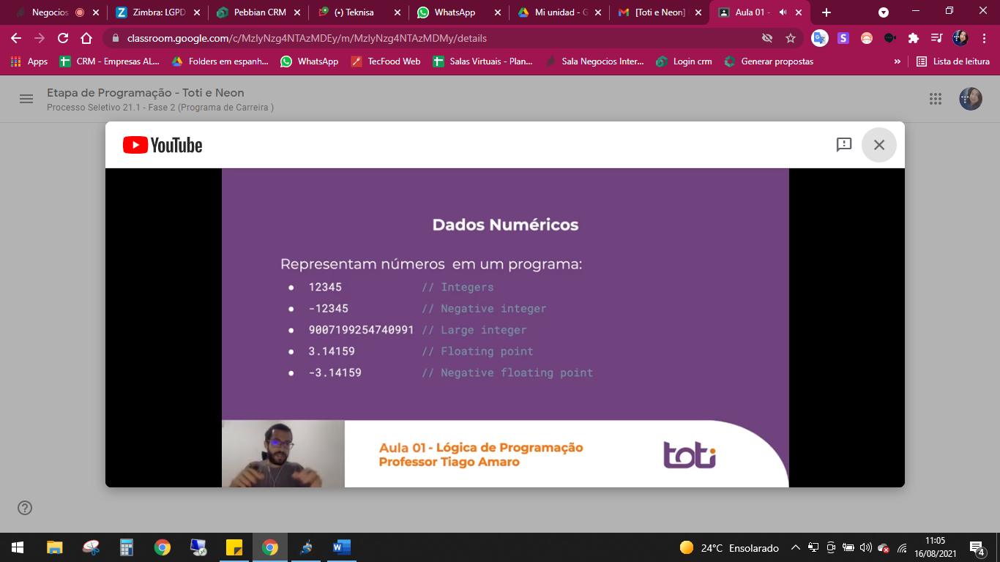 Negocios
Zimbra: LGPD
Pebbian CRM
(•) Teknisa
WhatsApp
Mi unidad - G
[Toti e Neon]
Aula 01 -
classroom.google.com/c/MzIyNzg4NTAzMDEy/m/MzIyNzg4NTAzMDMy/details
Apps
CRM - Empresas AL...
Folders em espanh...
WhatsApp
TecFood Web
Salas Virtuais - Plan...
Sala Negocios Inter...
Login crm
Generar propostas
»
Lista de leitura
Etapa de Programação - Toti e Neon
Processo Seletivo 21.1 - Fase 2 (Programa de Carreira )
YouTube
Dados Numéricos
Representam números em um programa:
● 12345 // Integers
● -12345 // Negative integer
● 9007199254740991 // Large integer
● 3.14159 // Floating point
● -3.14159 // Negative floating point
Aula 01 - Lógica de Programação
Professor Tiago Amaro
toti
24°C Ensolarado
11:05
16/08/2021
4